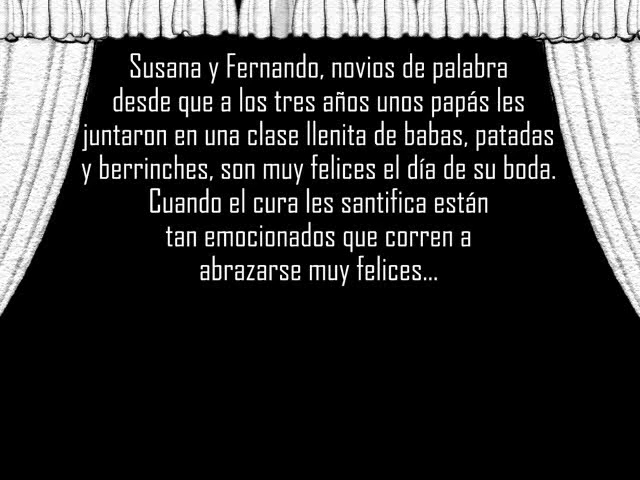 Susana y Fernando, novios de palabra
desde que a los tres años unos papás les
juntaron en una clase llenita de babas, patadas
y berrinches, son muy felices el día de su boda.
Cuando el cura les santifica están
tan emocionados que corren a
abrazarse muy felices...